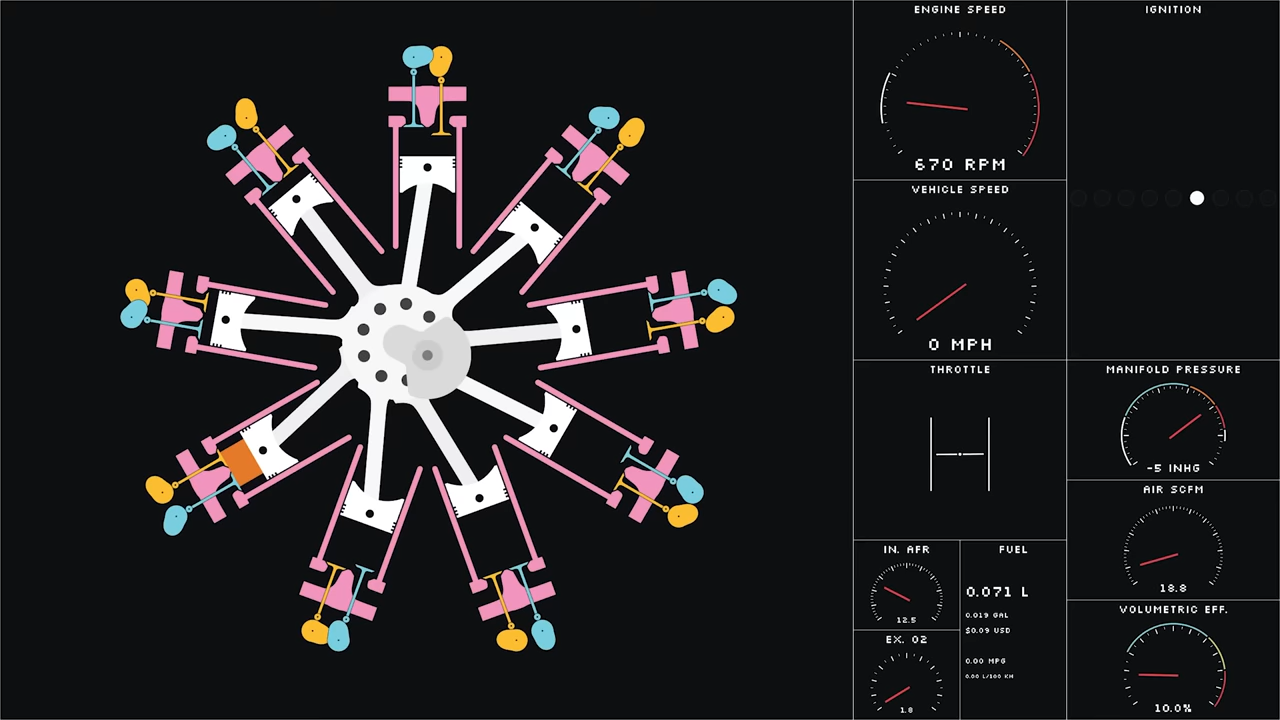 ENGINE SPEED
670 RPM
IGNITION
VEHICLE SPEED
0 MPH
THROTTLE
MANIFOLD PRESSURE
-5 INHG
AIR SCFM
18.8
IN. AFR
12.5
FUEL
0.071 L
0.019 GAL
$0.09 USD
0.00 MPG
0.00 L/100 KM
EX. O2
1.8
VOLUMETRIC EFF.
10.0%